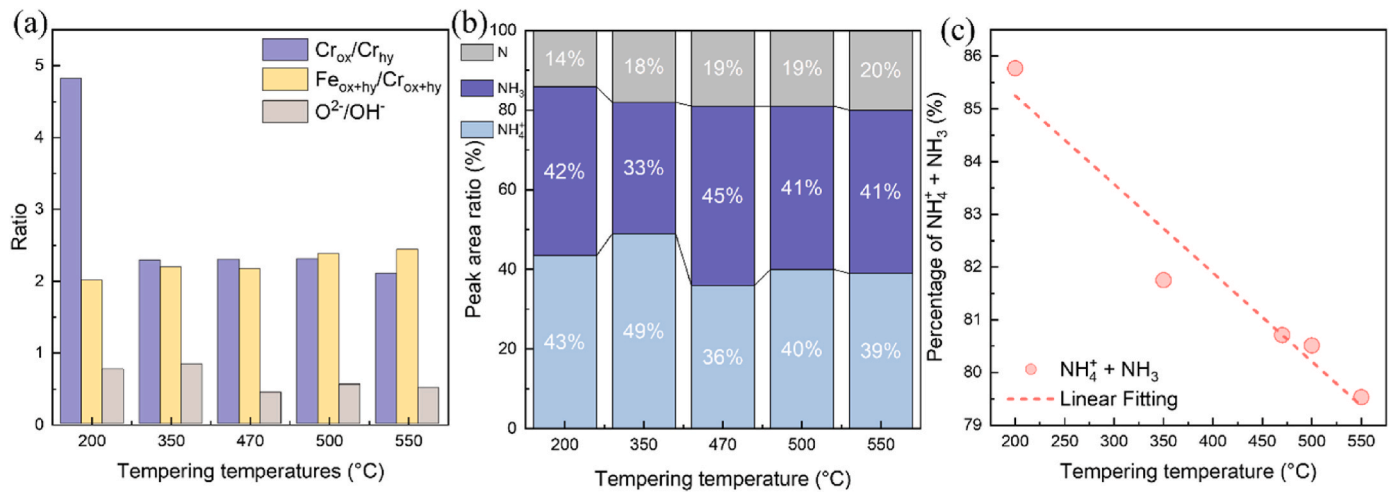 (a)
Cr_ox/Cr_hy
Fe_ox+hy/Cr_ox+hy
O²⁻/OH⁻
Ratio
5
4
3
2
1
0
200 350 470 500 550
Tempering temperatures (°C)
(b)
N
NH₃
NH₄⁺
Peak area ratio (%)
100
80
60
40
20
0
14% 18% 19% 19% 20%
42% 33% 45% 41% 41%
43% 49% 36% 40% 39%
200 350 470 500 550
Tempering temperature (°C)
(c)
Percentage of NH₄⁺ + NH₃ (%)
86
85
84
83
82
81
80
79
NH₄⁺ + NH₃
Linear Fitting
200 250 300 350 400 450 500 550
Tempering temperature (°C)